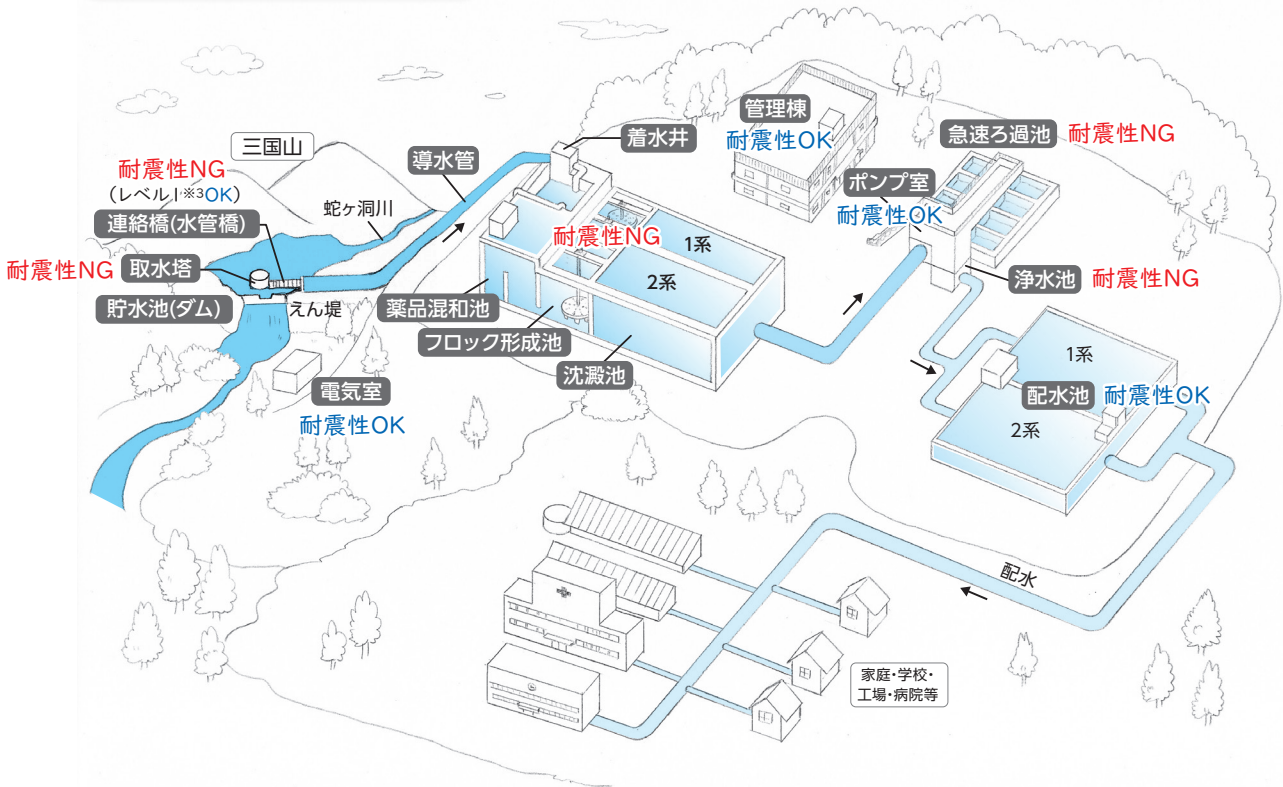 三国山
耐震性NG
(レベルI※3OK)
連絡橋(水管橋)
蛇ヶ洞川
耐震性NG
取水塔
貯水池(ダム)
えん堤
電気室
耐震性OK
導水管
着水井
耐震性NG
1系
2系
薬品混和池
フロック形成池
沈澱池
管理棟
耐震性OK
急速ろ過池
耐震性NG
ポンプ室
耐震性OK
浄水池
耐震性NG
1系
配水池
耐震性OK
2系
配水
家庭・学校・
工場・病院等